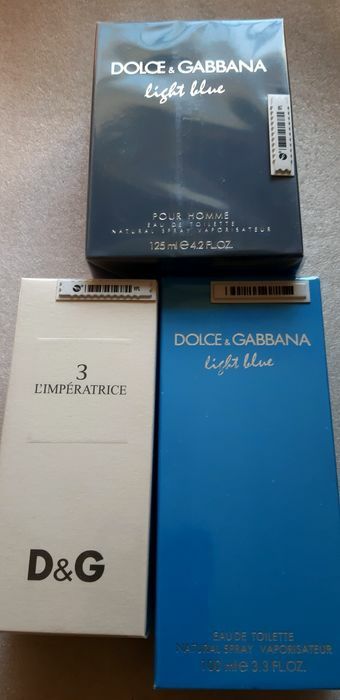 DOLCE & GABBANA
light blue
POUR HOMME
EAU DE TOILETTE
NATURAL SPRAY VAPORISATEUR
125 ml e 4.2 FL.OZ.
3
L'IMPÉRATRICE
D&G
DOLCE & GABBANA
light blue
EAU DE TOILETTE
NATURAL SPRAY VAPORISATEUR
100 ml e 3.3 FL.OZ.